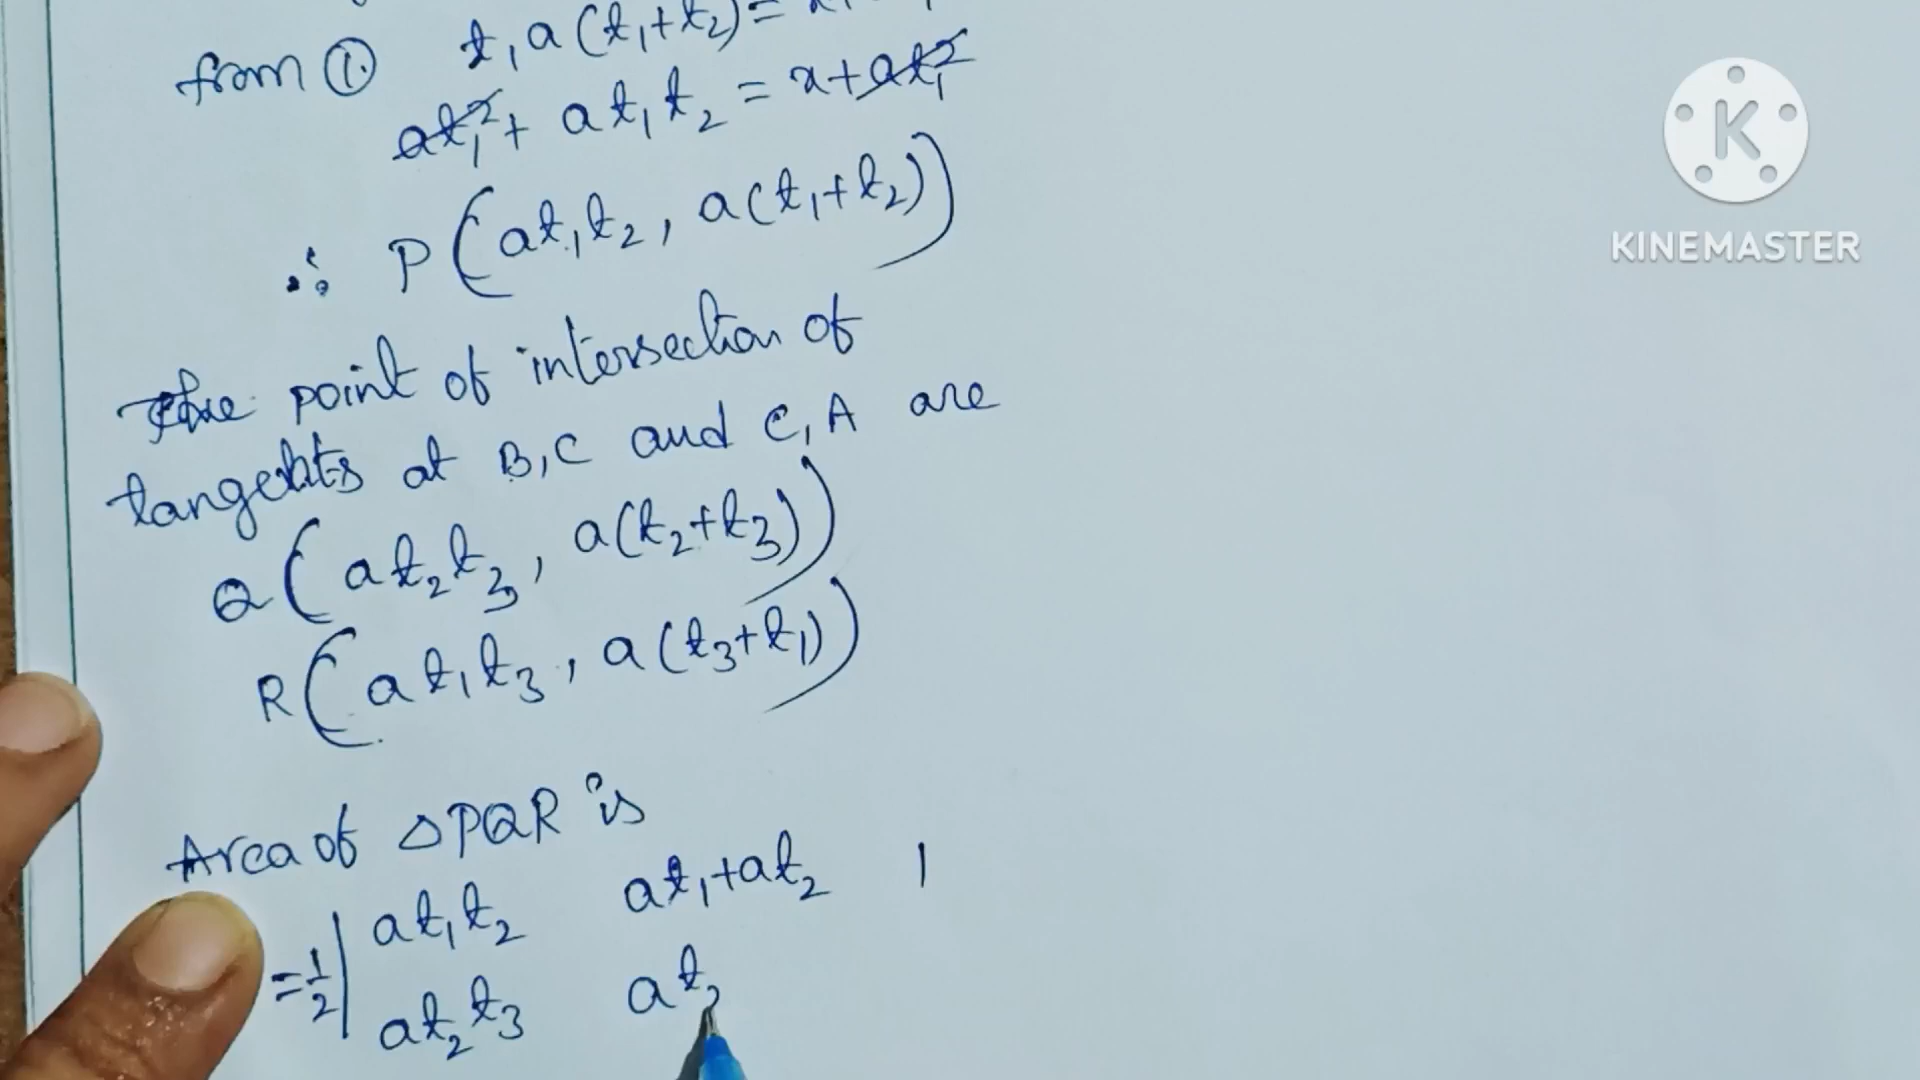 from ① t₁a(t₁+t₂)=
at₁²+ at₁t₂ = x+at₁²
∴ P(at₁t₂, a(t₁+t₂))
The point of intersection of
tangents at B,C and C,A are
Q(at₂t₃, a(t₂+t₃))
R(at₁t₃, a(t₃+t₁))
Area of △PQR is
=1/2| at₁t₂ at₁+at₂ 1
at₂t₃ at₂
K
KINEMASTER